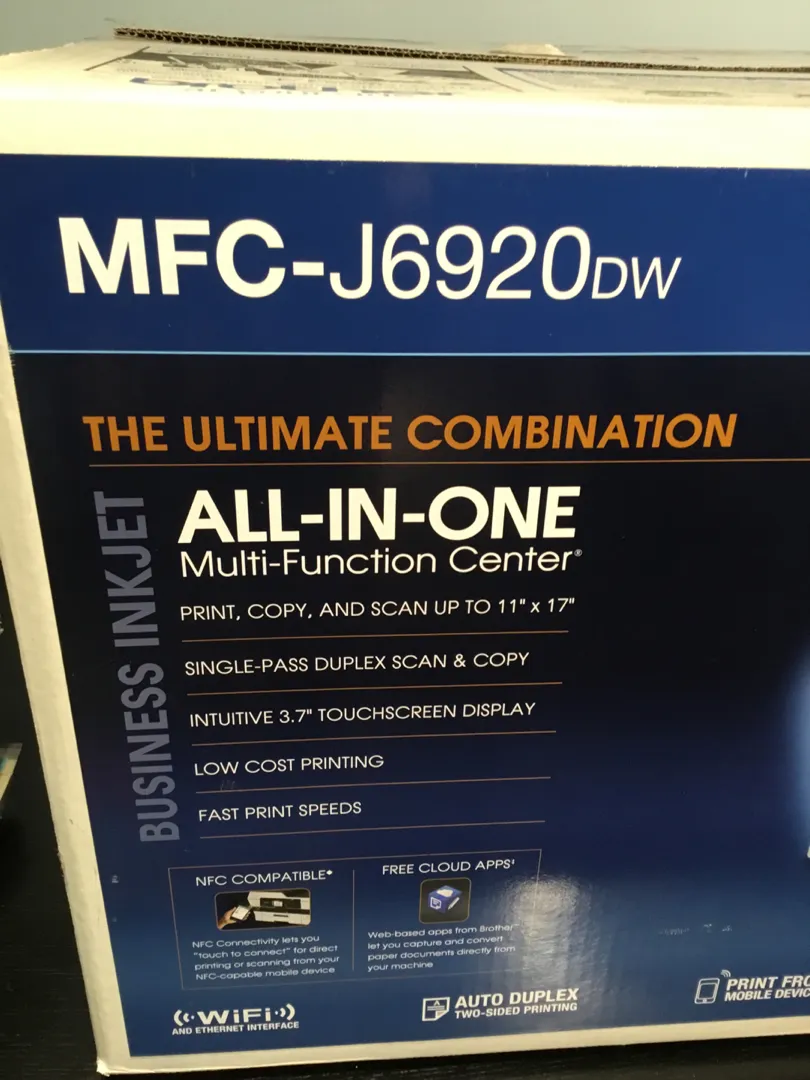 MFC-J6920DW
THE ULTIMATE COMBINATION
BUSINESS INKJET
ALL-IN-ONE
Multi-Function Center®
PRINT, COPY, AND SCAN UP TO 11" x 17"
SINGLE-PASS DUPLEX SCAN & COPY
INTUITIVE 3.7" TOUCHSCREEN DISPLAY
LOW COST PRINTING
FAST PRINT SPEEDS
NFC COMPATIBLE
NFC Connectivity lets you
"touch to connect" for direct
printing or scanning from your
NFC-capable mobile device
FREE CLOUD APPS
Web-based apps from Brother
let you capture and convert
paper documents directly from
your machine
WiFi
AND ETHERNET INTERFACE
AUTO DUPLEX
TWO-SIDED PRINTING
PRINT FRO
MOBILE DEVIC